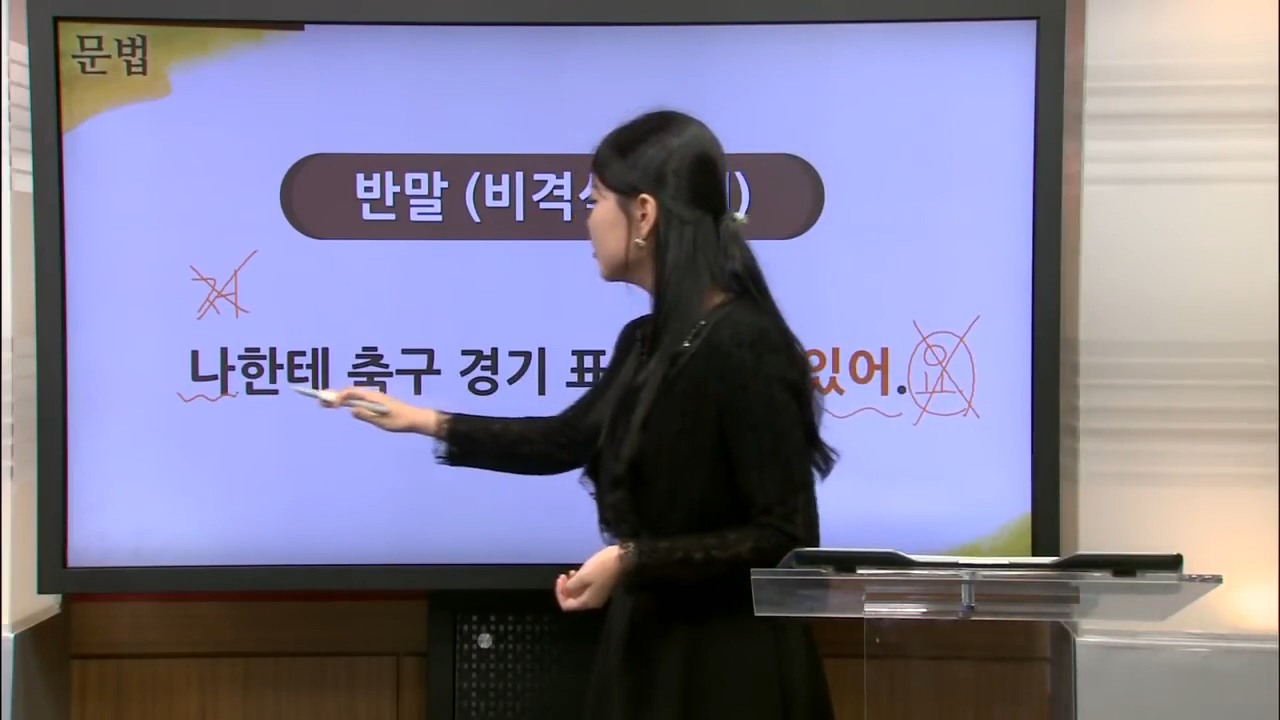 문법
반말 (비격식
저
나한테 축구 경기 표 있어.
요